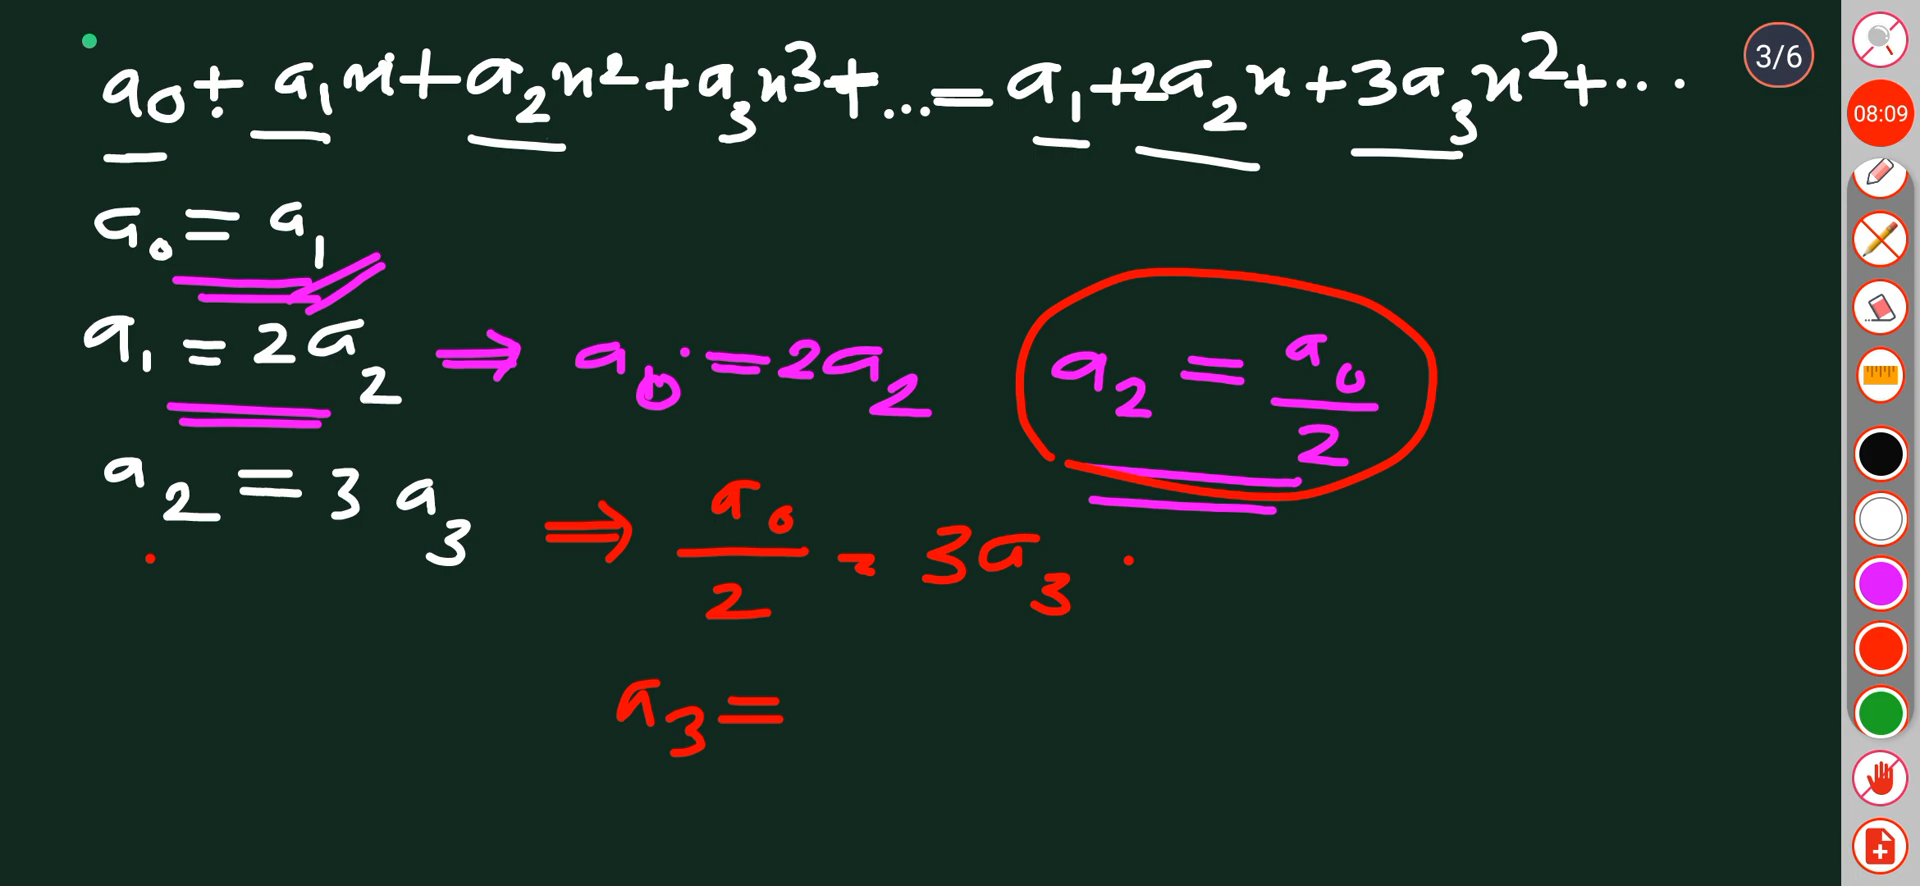 a₀ + a₁x + a₂x² + a₃x³ + ... = a₁ + 2a₂x + 3a₃x² + ...
3/6
08:09
a₀ = a₁
a₁ = 2a₂ ⇒ a₀ = 2a₂ a₂ = a₀/2
a₂ = 3a₃ ⇒ a₀/2 = 3a₃
a₃ =